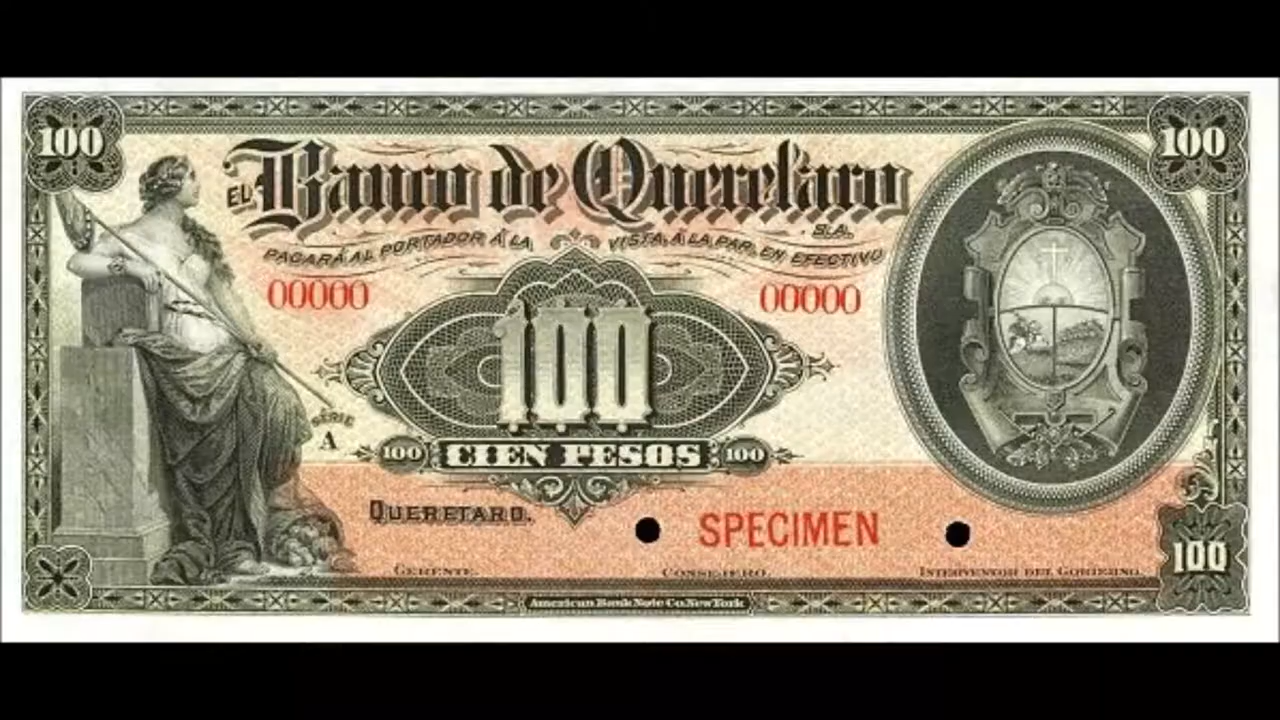 100 100
EL Banco de Queretaro
S.A.
PAGARÁ AL PORTADOR Á LA VISTA, Á LA PAR, EN EFECTIVO
00000 00000
100
SÉRIE
A
100 CIEN PESOS 100
QUERETARO.
SPECIMEN
100
GERENTE. CONSEJERO. INTERVENTOR DEL GOBIERNO.
American Bank Note Co. New York